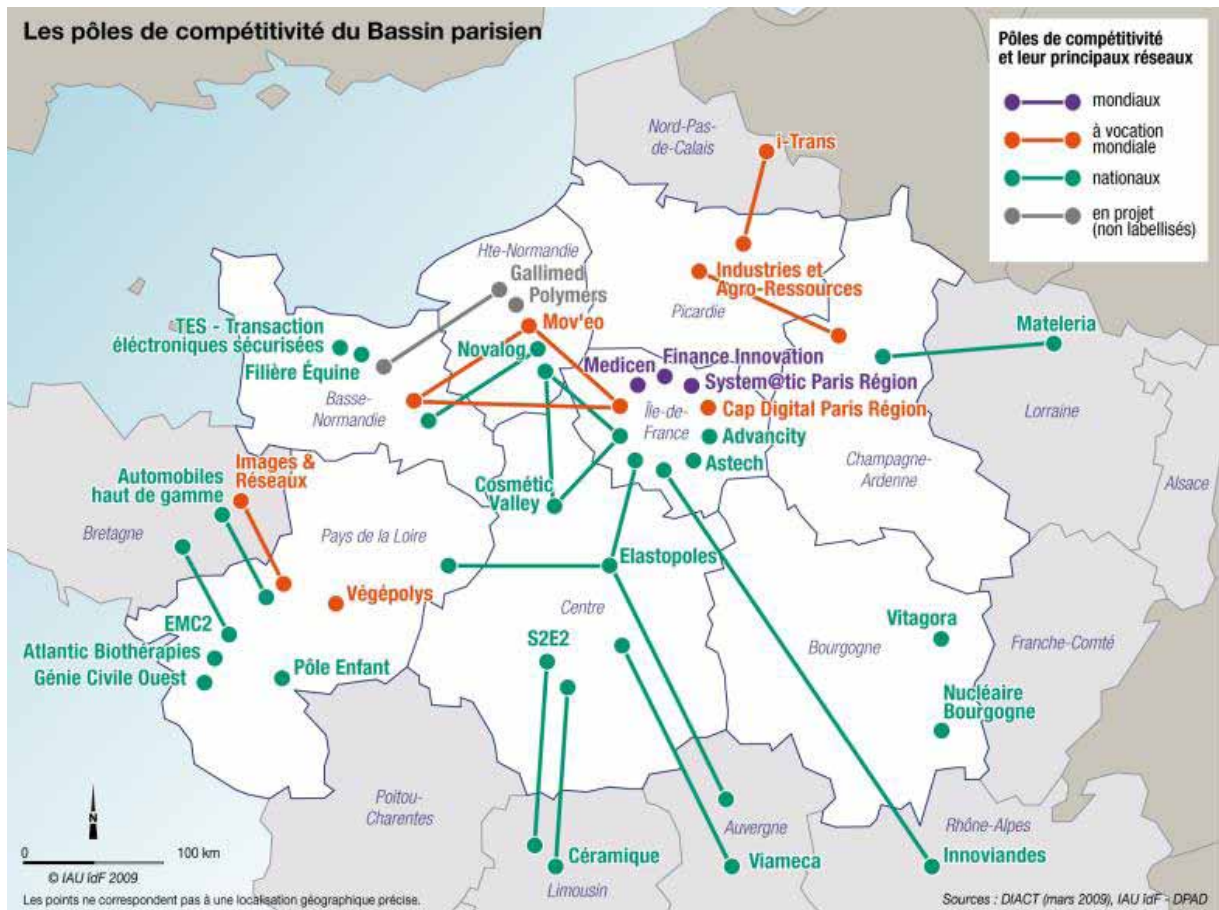 Les pôles de compétitivité du Bassin parisien
Pôles de compétitivité
et leur principaux réseaux
mondiaux
à vocation
mondiale
nationaux
en projet
(non labellisés)
Nord-Pas-
de-Calais
i-Trans
Hte-Normandie
Gallimed
Polymers
Industries et
Agro-Ressources
Picardie
Mov'eo
TES - Transaction
éléctroniques sécurisées
Novalog
Filière Équine
Basse-
Normandie
Medicen
Finance Innovation
System@tic Paris Région
Île-de-
France
Cap Digital Paris Région
Advancity
Astech
Mateleria
Lorraine
Champagne-
Ardenne
Alsace
Images &
Réseaux
Automobiles
haut de gamme
Bretagne
Pays de la Loire
Cosmétic
Valley
Elastopoles
Végépolys
Centre
EMC2
Atlantic Biothérapies
Génie Civile Ouest
Pôle Enfant
S2E2
Bourgogne
Vitagora
Franche-Comté
Nucléaire
Bourgogne
Poitou-
Charentes
Céramique
Limousin
Auvergne
Viameca
Rhône-Alpes
Innoviandes
N
0 100 km
© IAU îdF 2009
Les points ne correspondent pas à une localisation géographique précise.
Sources : DIACT (mars 2009), IAU îdF - DPAD